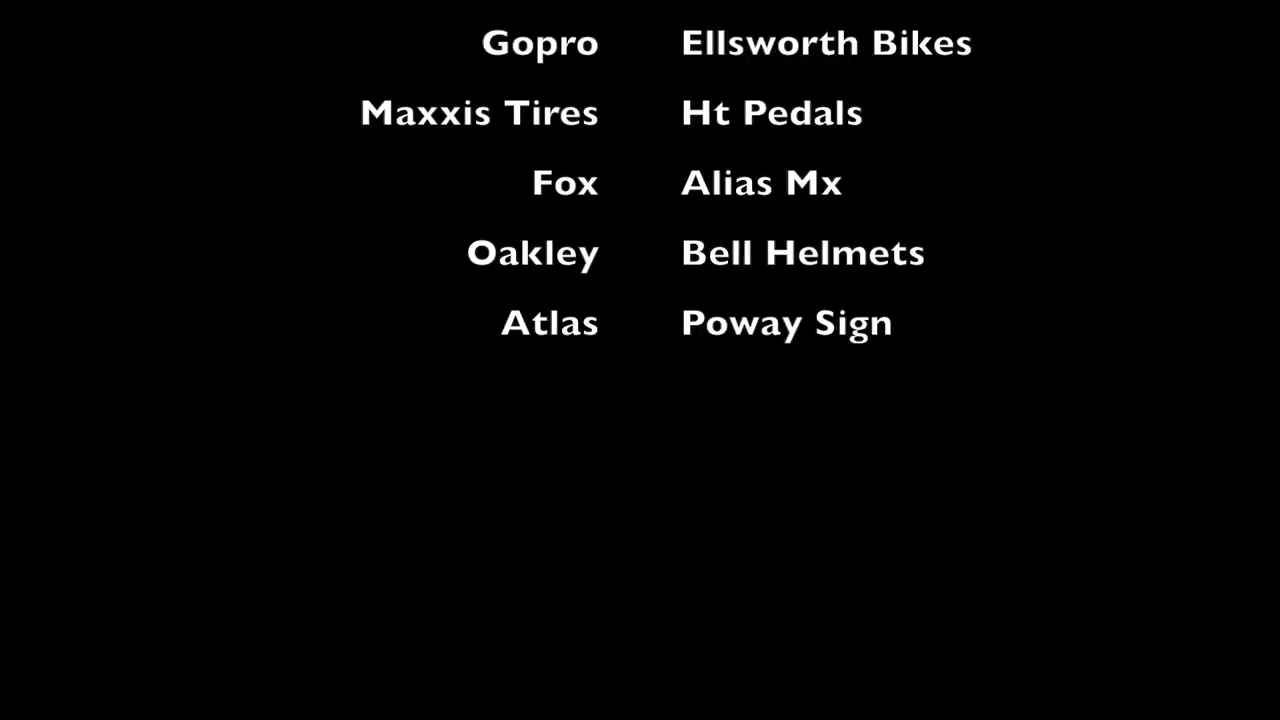 Gopro Ellsworth Bikes
Maxxis Tires Ht Pedals
Fox Alias Mx
Oakley Bell Helmets
Atlas Poway Sign